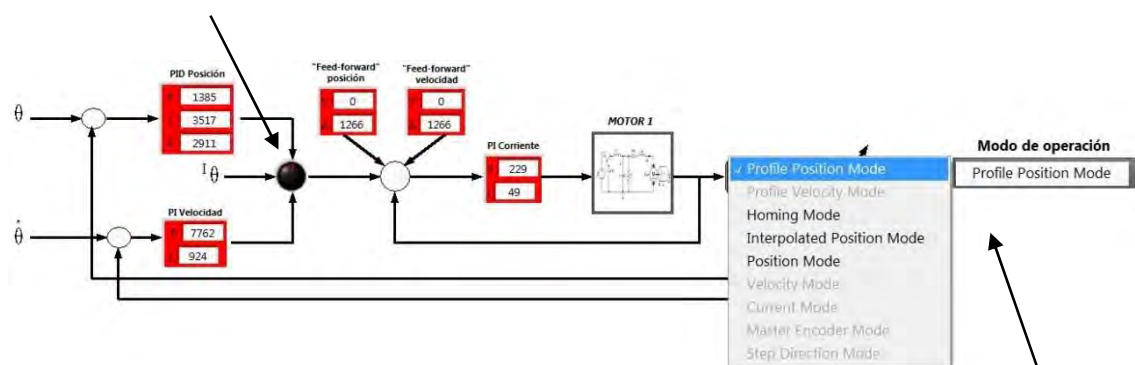 "Feed-forward"
posición
"Feed-forward"
velocidad
PID Posición
1385
3517
2911
0
1266
0
1266
MOTOR 1
PI Corriente
229
49
θ
I θ
PI Velocidad
7762
924
θ̇
✓ Profile Position Mode
Profile Velocity Mode
Homing Mode
Interpolated Position Mode
Position Mode
Velocity Mode
Current Mode
Master Encoder Mode
Step Direction Mode
Modo de operación
Profile Position Mode